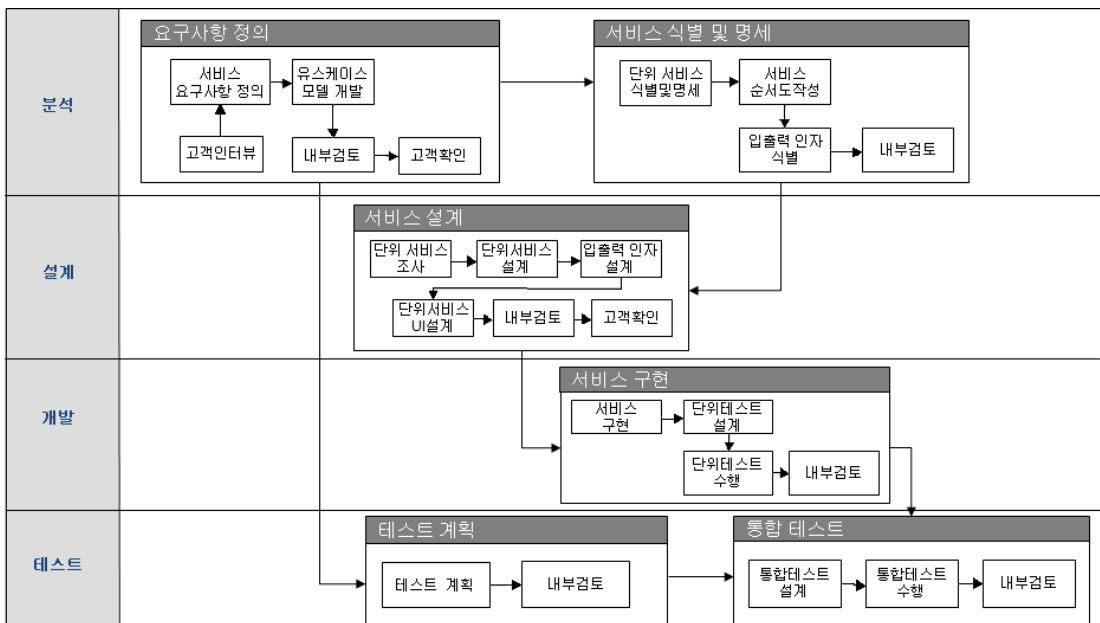 분석
요구사항 정의
서비스
요구사항 정의
유스케이스
모델 개발
고객인터뷰
내부검토
고객확인
서비스 식별 및 명세
단위 서비스
식별및명세
서비스
순서도작성
입출력 인자
식별
내부검토
설계
서비스 설계
단위 서비스
조사
단위서비스
설계
입출력 인자
설계
단위서비스
UI설계
내부검토
고객확인
개발
서비스 구현
서비스
구현
단위테스트
설계
단위테스트
수행
내부검토
테스트
테스트 계획
테스트 계획
내부검토
통합 테스트
통합테스트
설계
통합테스트
수행
내부검토